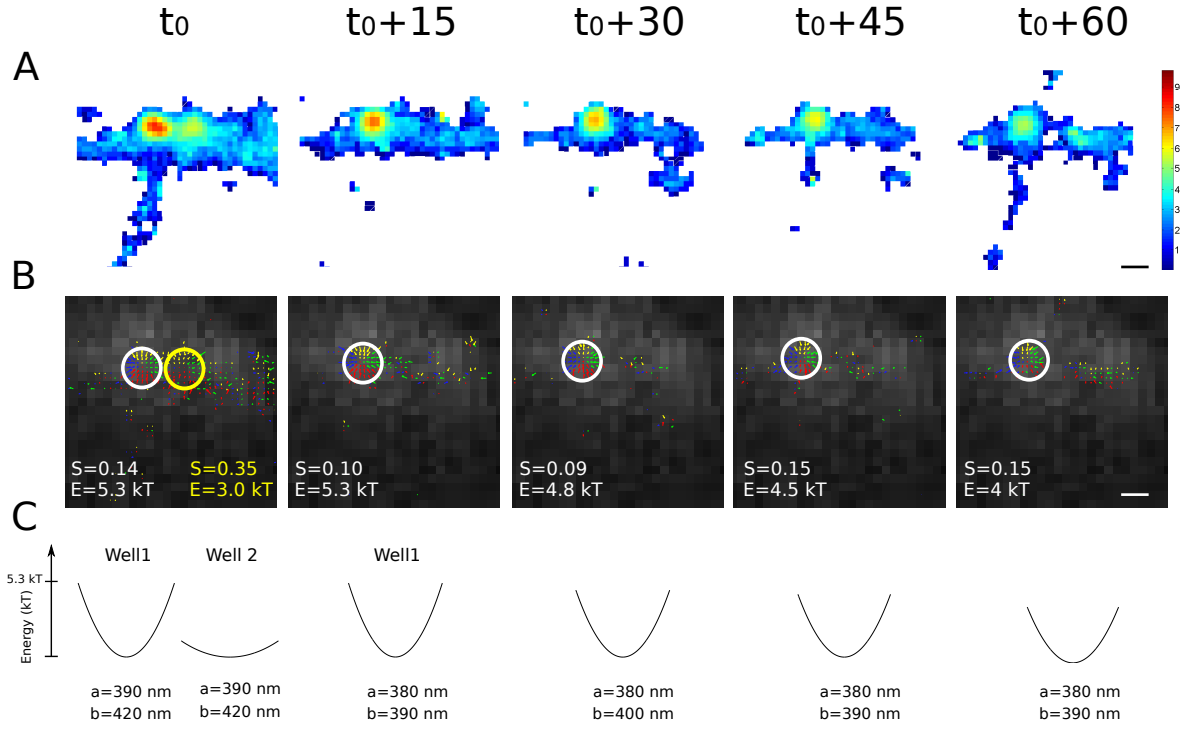 t0 t0+15 t0+30 t0+45 t0+60
A
9
8
7
6
5
4
3
2
1
B
S=0.14 S=0.35 S=0.10 S=0.09 S=0.15 S=0.15
E=5.3 kT E=3.0 kT E=5.3 kT E=4.8 kT E=4.5 kT E=4 kT
C
Well1 Well 2 Well1
5.3 kT
Energy (kT)
a=390 nm a=390 nm a=380 nm a=380 nm a=380 nm a=380 nm
b=420 nm b=420 nm b=390 nm b=400 nm b=390 nm b=390 nm